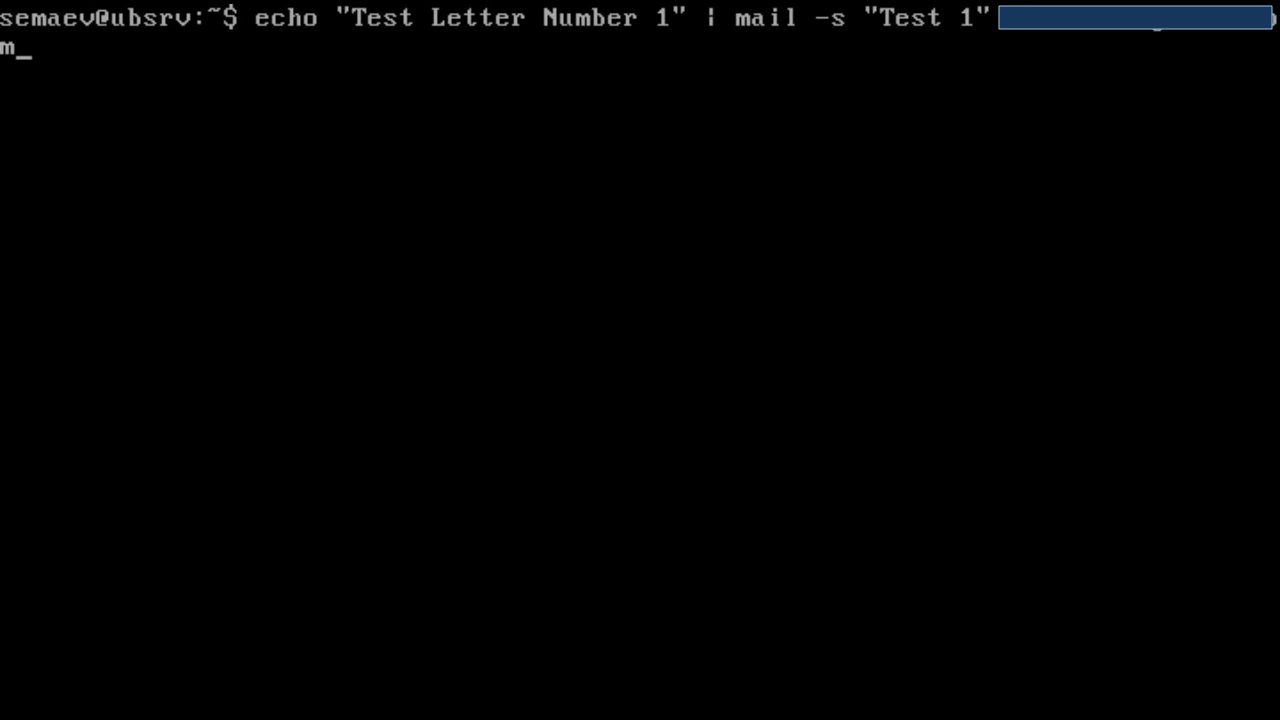 semaev@ubsrv:~$ echo "Test Letter Number 1" | mail -s "Test 1"
m_